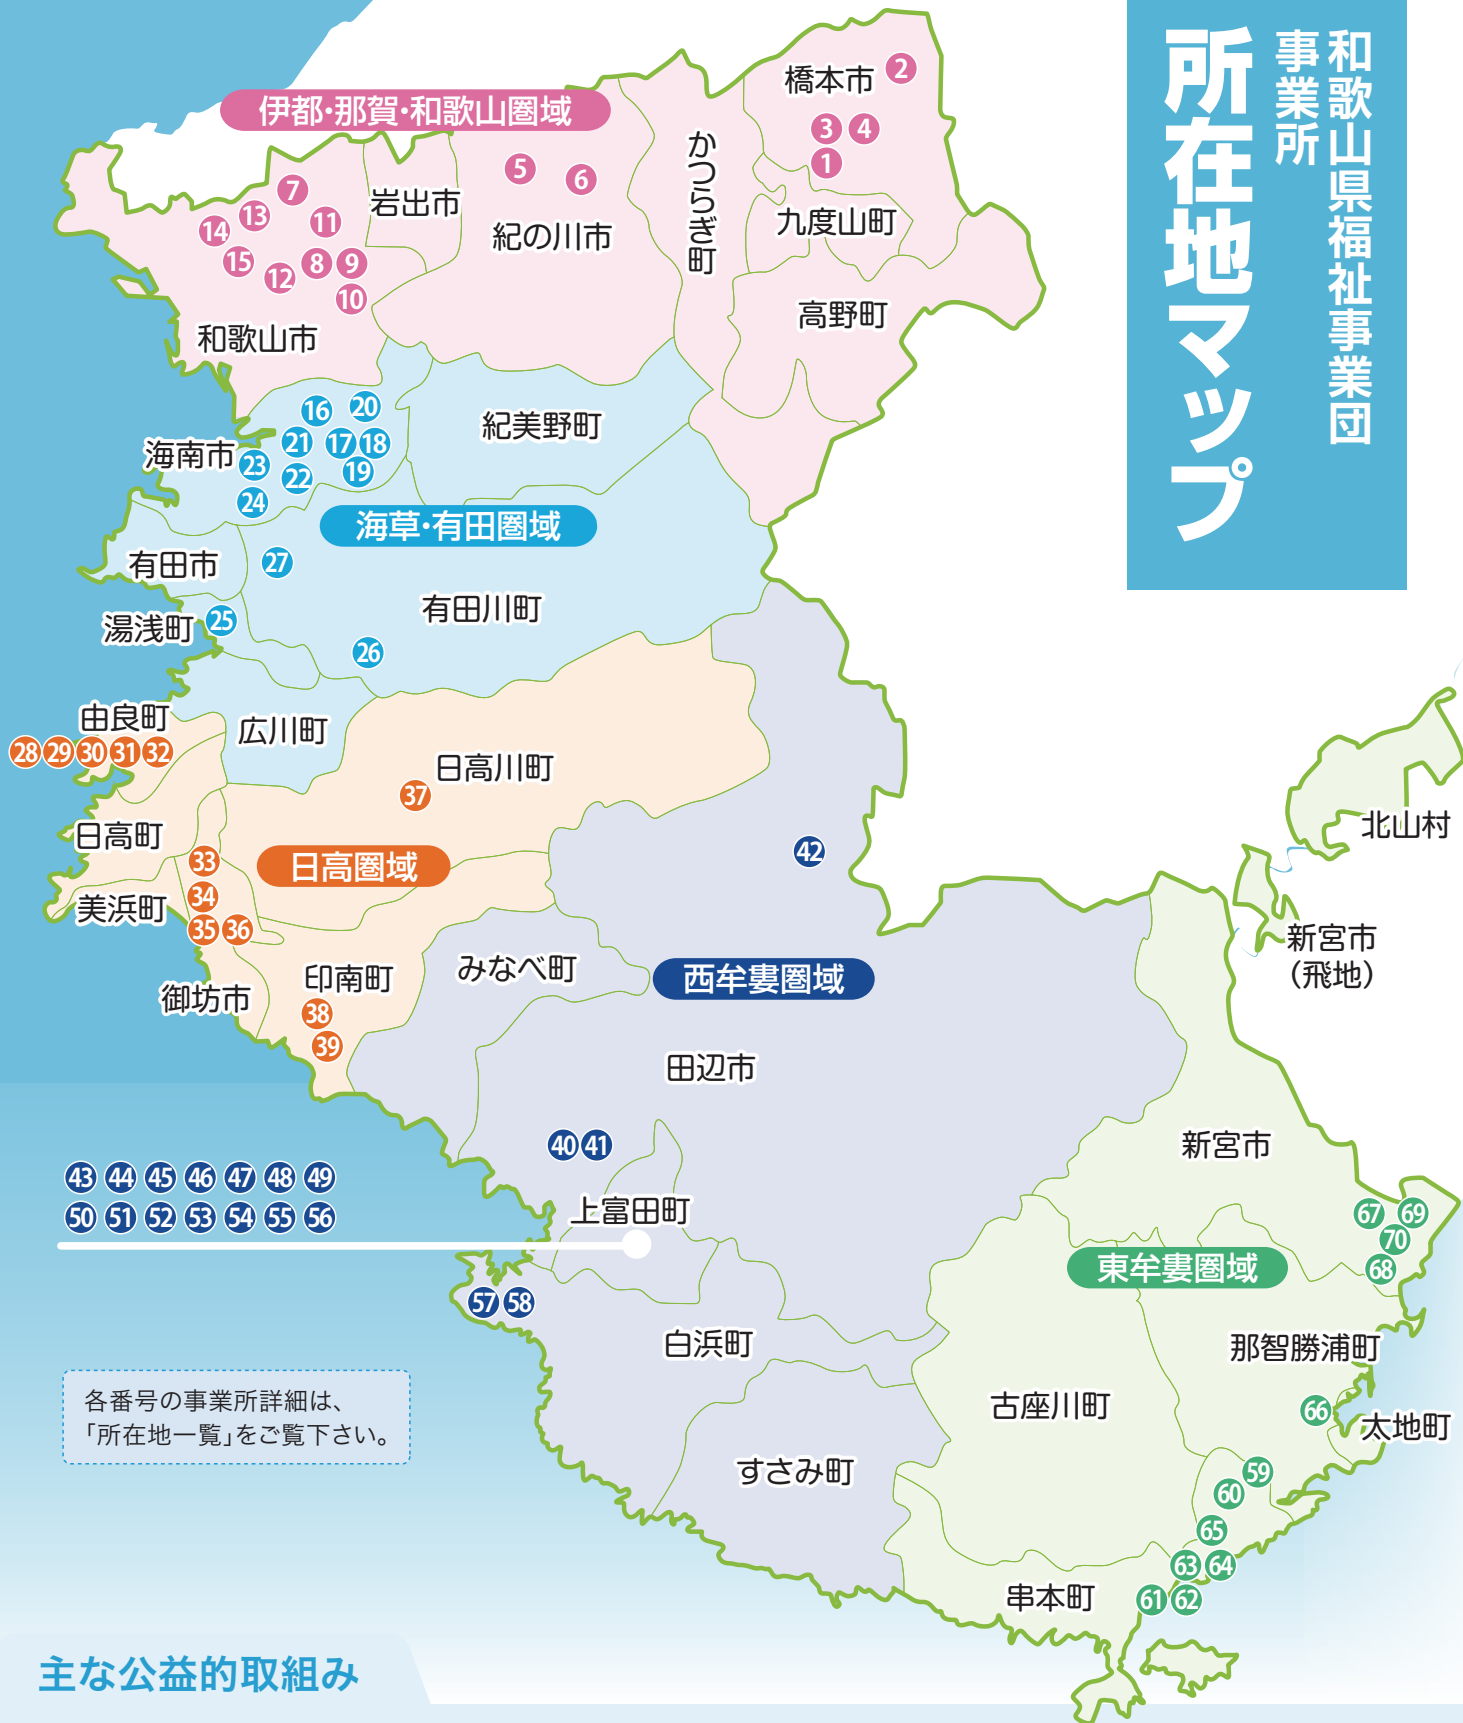 和歌山県福祉事業団
事業所
所在地マップ
伊都・那賀・和歌山圏域
橋本市
2
3 4
1
かつらぎ町
九度山町
高野町
5 6
紀の川市
岩出市
7
13 11
14
15 12 8 9
10
和歌山市
16 20
21 17 18
海南市
23 22 19
24
紀美野町
海草・有田圏域
有田市
27
有田川町
湯浅町
25
26
広川町
由良町
28 29 30 31 32
日高川町
37
日高町
33
日高圏域
34
美浜町
35 36
御坊市
印南町
38
39
42
みなべ町
西牟婁圏域
田辺市
40 41
43 44 45 46 47 48 49
50 51 52 53 54 55 56
上富田町
57 58
白浜町
すさみ町
北山村
新宮市
（飛地）
新宮市
67 69
70
68
東牟婁圏域
那智勝浦町
66
太地町
古座川町
59
60
65
63 64
61 62
串本町
各番号の事業所詳細は、
「所在地一覧」をご覧下さい。
主な公益的取組み